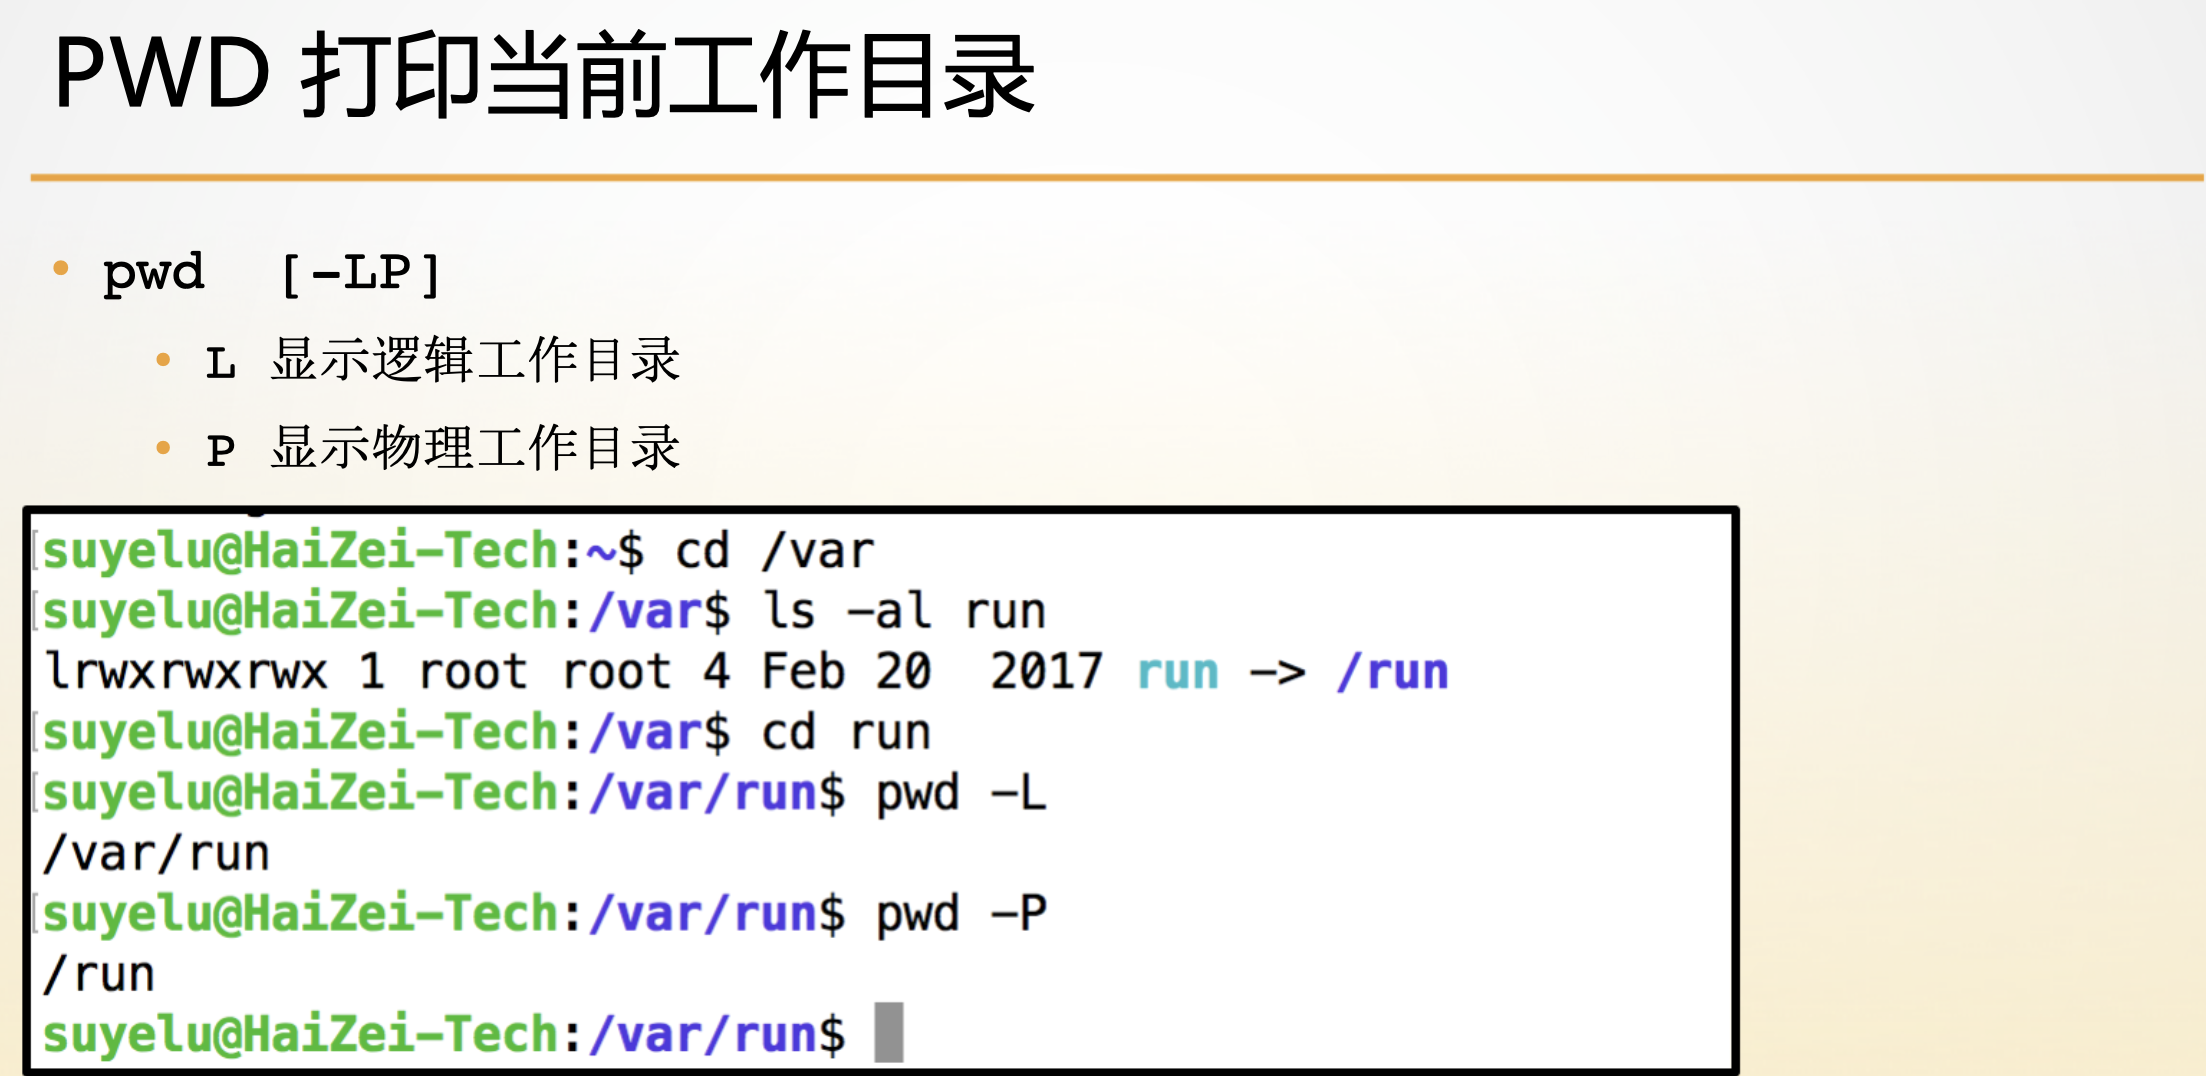 PWD 打印当前工作目录
• pwd [-LP]
• L 显示逻辑工作目录
• P 显示物理工作目录
suyelu@HaiZei-Tech:~$ cd /var
suyelu@HaiZei-Tech:/var$ ls -al run
lrwxrwxrwx 1 root root 4 Feb 20  2017 run -> /run
suyelu@HaiZei-Tech:/var$ cd run
suyelu@HaiZei-Tech:/var/run$ pwd -L
/var/run
suyelu@HaiZei-Tech:/var/run$ pwd -P
/run
suyelu@HaiZei-Tech:/var/run$